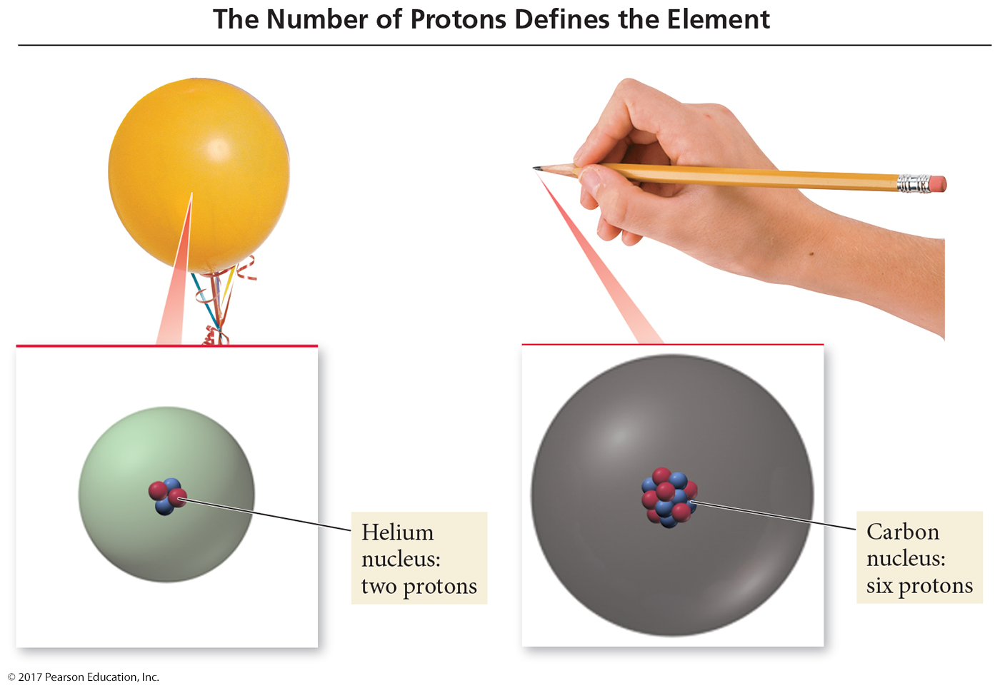 The Number of Protons Defines the Element
Helium
nucleus:
two protons
Carbon
nucleus:
six protons
© 2017 Pearson Education, Inc.